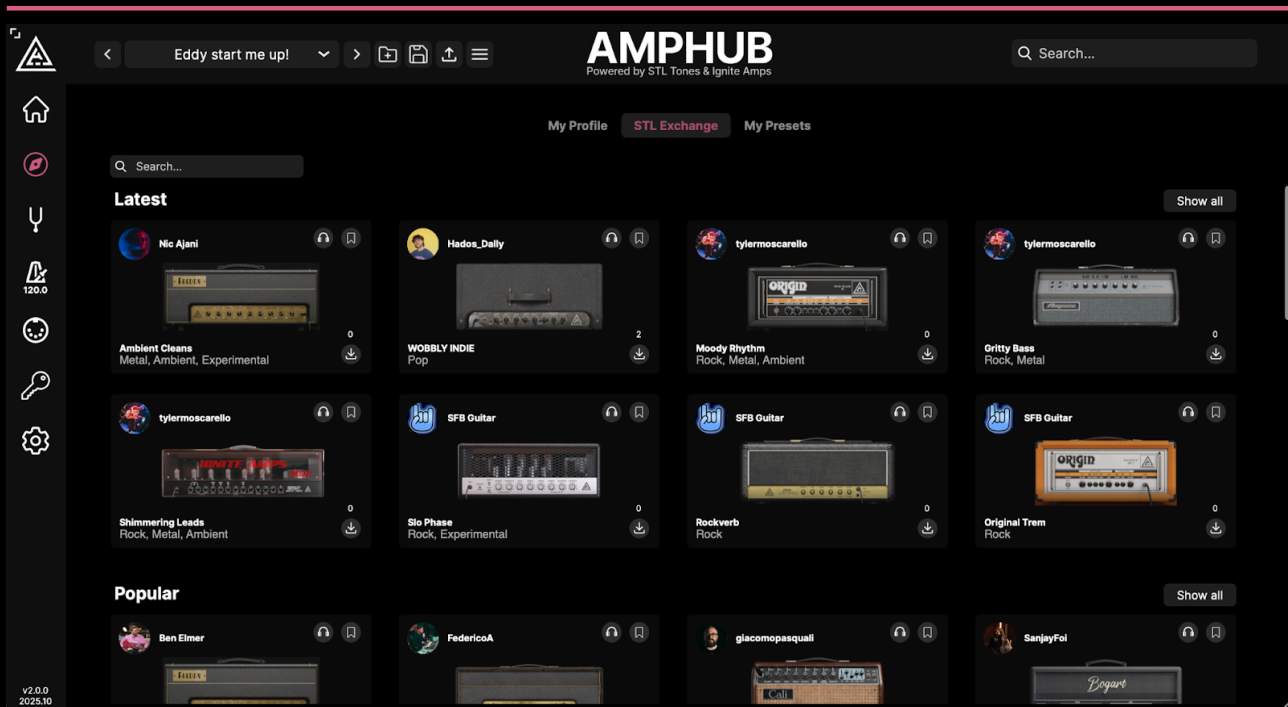 Eddy start me up!
AMPHUB
Powered by STL Tones & Ignite Amps
Search...
My Profile
STL Exchange
My Presets
Search...
Latest
Show all
Nic Ajani
Ambient Cleans
Metal, Ambient, Experimental
0
Hados_Dally
WOBBLY INDIE
Pop
2
tylermoscarello
ORIGIN
Moody Rhythm
Rock, Metal, Ambient
0
tylermoscarello
Gritty Bass
Rock, Metal
0
tylermoscarello
IGNITE AMPS
Shimmering Leads
Rock, Metal, Ambient
0
SFB Guitar
Slo Phase
Rock, Experimental
0
SFB Guitar
Rockverb
Rock
0
SFB Guitar
ORIGIN
Original Trem
Rock
0
Popular
Show all
Ben Elmer
FedericoA
giacomopasquali
Cali
SanjayFoi
Bogart
120.0
v2.0.0
2025.10